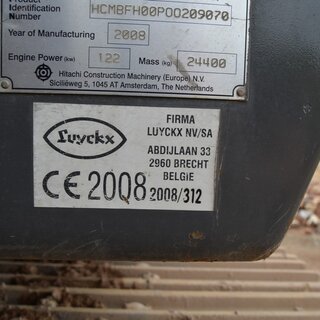 Product
Identification HCMBFH00P00209070
Number
Year of Manufacturing 2008
Engine Power (kw) 122 Mass (kg) 24400
Hitachi Construction Machinery (Europe) N.V.
Siciliëweg 5, 1045 AT Amsterdam, The Netherlands
Luyckx
FIRMA
LUYCKX NV/SA
ABDIJLAAN 33
2960 BRECHT
BELGIE
CE 2008 2008/312